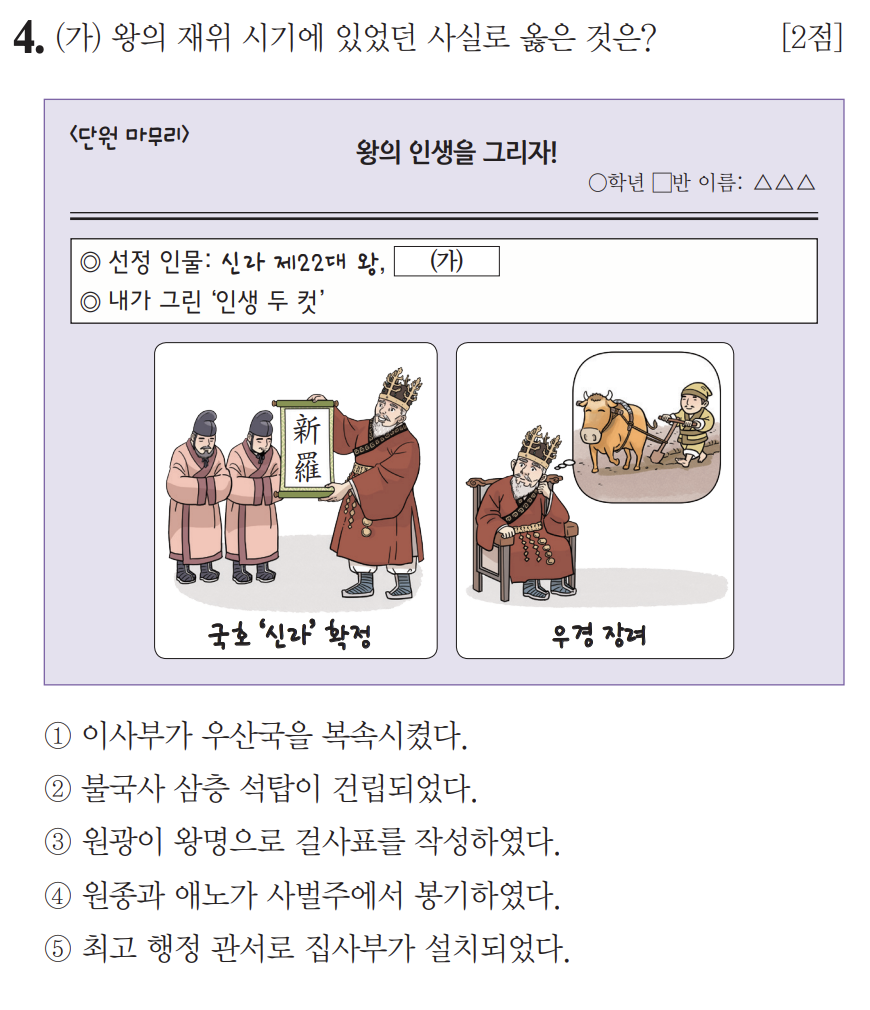 4. (가) 왕의 재위 시기에 있었던 사실로 옳은 것은? [2점]
<단원 마무리>
왕의 인생을 그리자!
○학년 □반 이름: △△△
◎ 선정 인물: 신라 제22대 왕, (가)
◎ 내가 그린 ‘인생 두 컷’
新
羅
국호 ‘신라’ 확정
우경 장려
① 이사부가 우산국을 복속시켰다.
② 불국사 삼층 석탑이 건립되었다.
③ 원광이 왕명으로 걸사표를 작성하였다.
④ 원종과 애노가 사벌주에서 봉기하였다.
⑤ 최고 행정 관서로 집사부가 설치되었다.